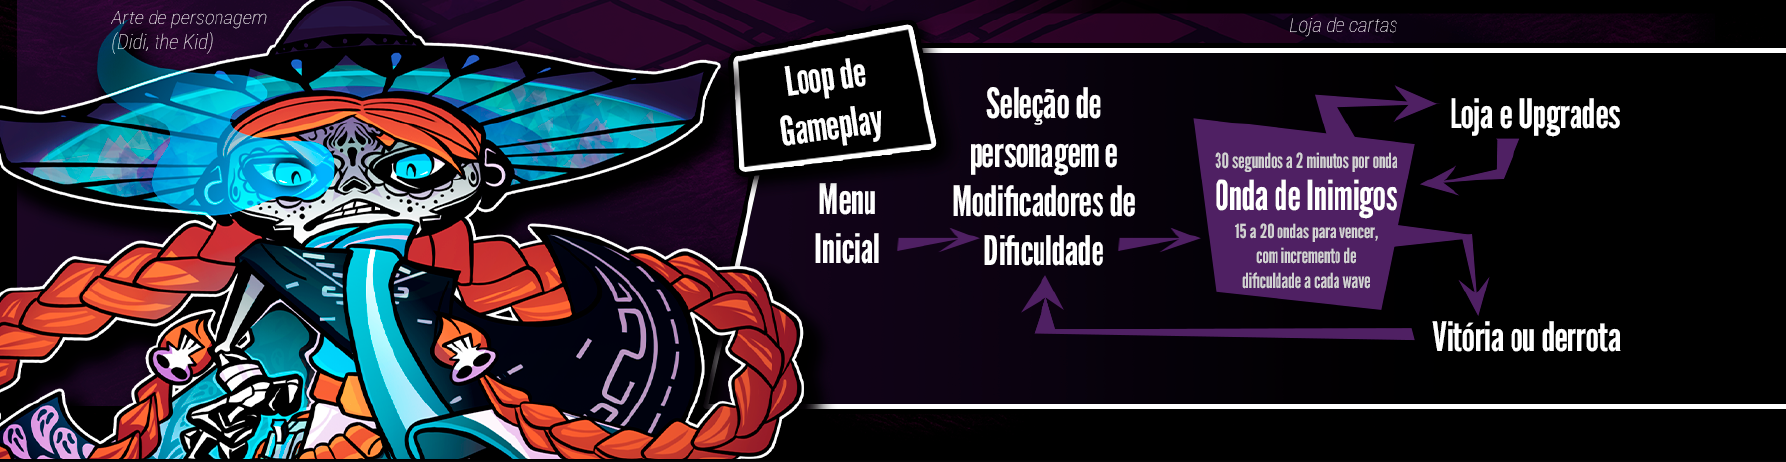 Arte de personagem
(Didi, the Kid)
Loja de cartas
Loop de
Gameplay
Menu
Inicial
Seleção de
personagem e
Modificadores de
Dificuldade
30 segundos a 2 minutos por onda
Onda de Inimigos
15 a 20 ondas para vencer,
com incremento de
dificuldade a cada wave
Loja e Upgrades
Vitória ou derrota